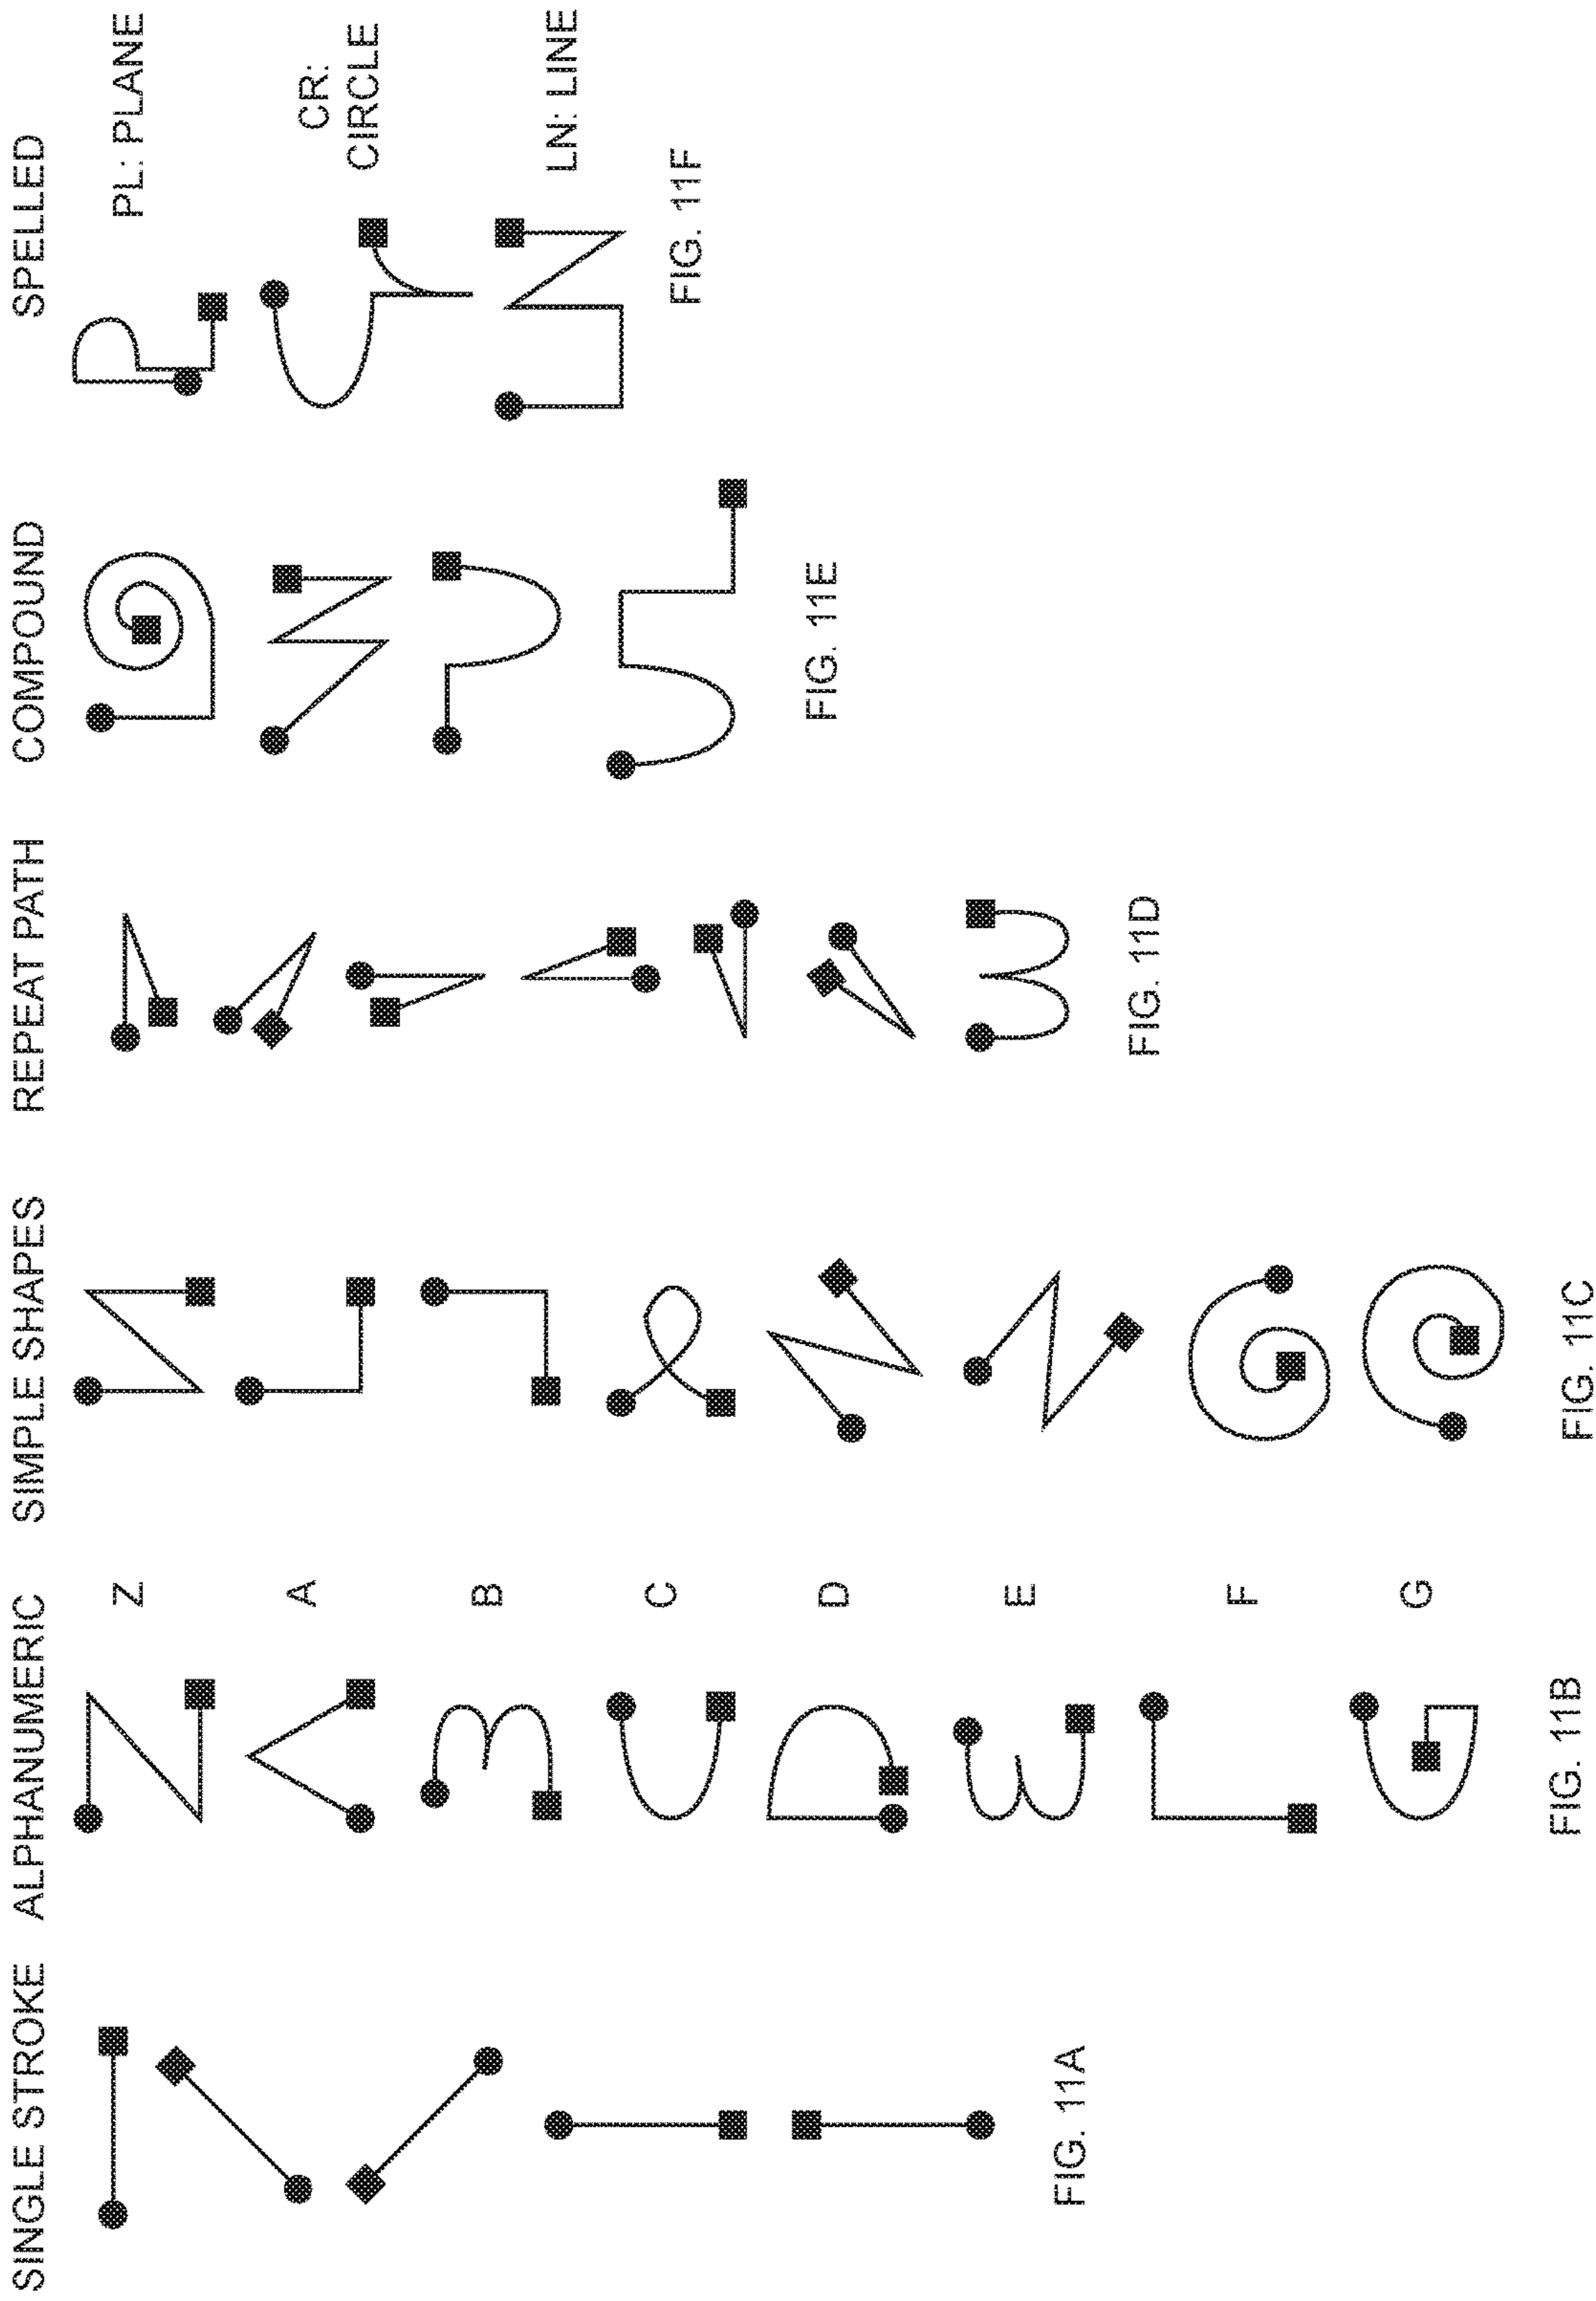 SINGLE STROKE
FIG. 11A
ALPHANUMERIC
Z
A
B
C
D
E
F
G
FIG. 11B
SIMPLE SHAPES
FIG. 11C
REPEAT PATH
FIG. 11D
COMPOUND
FIG. 11E
SPELLED
PL: PLANE
CR:
CIRCLE
LN: LINE
FIG. 11F